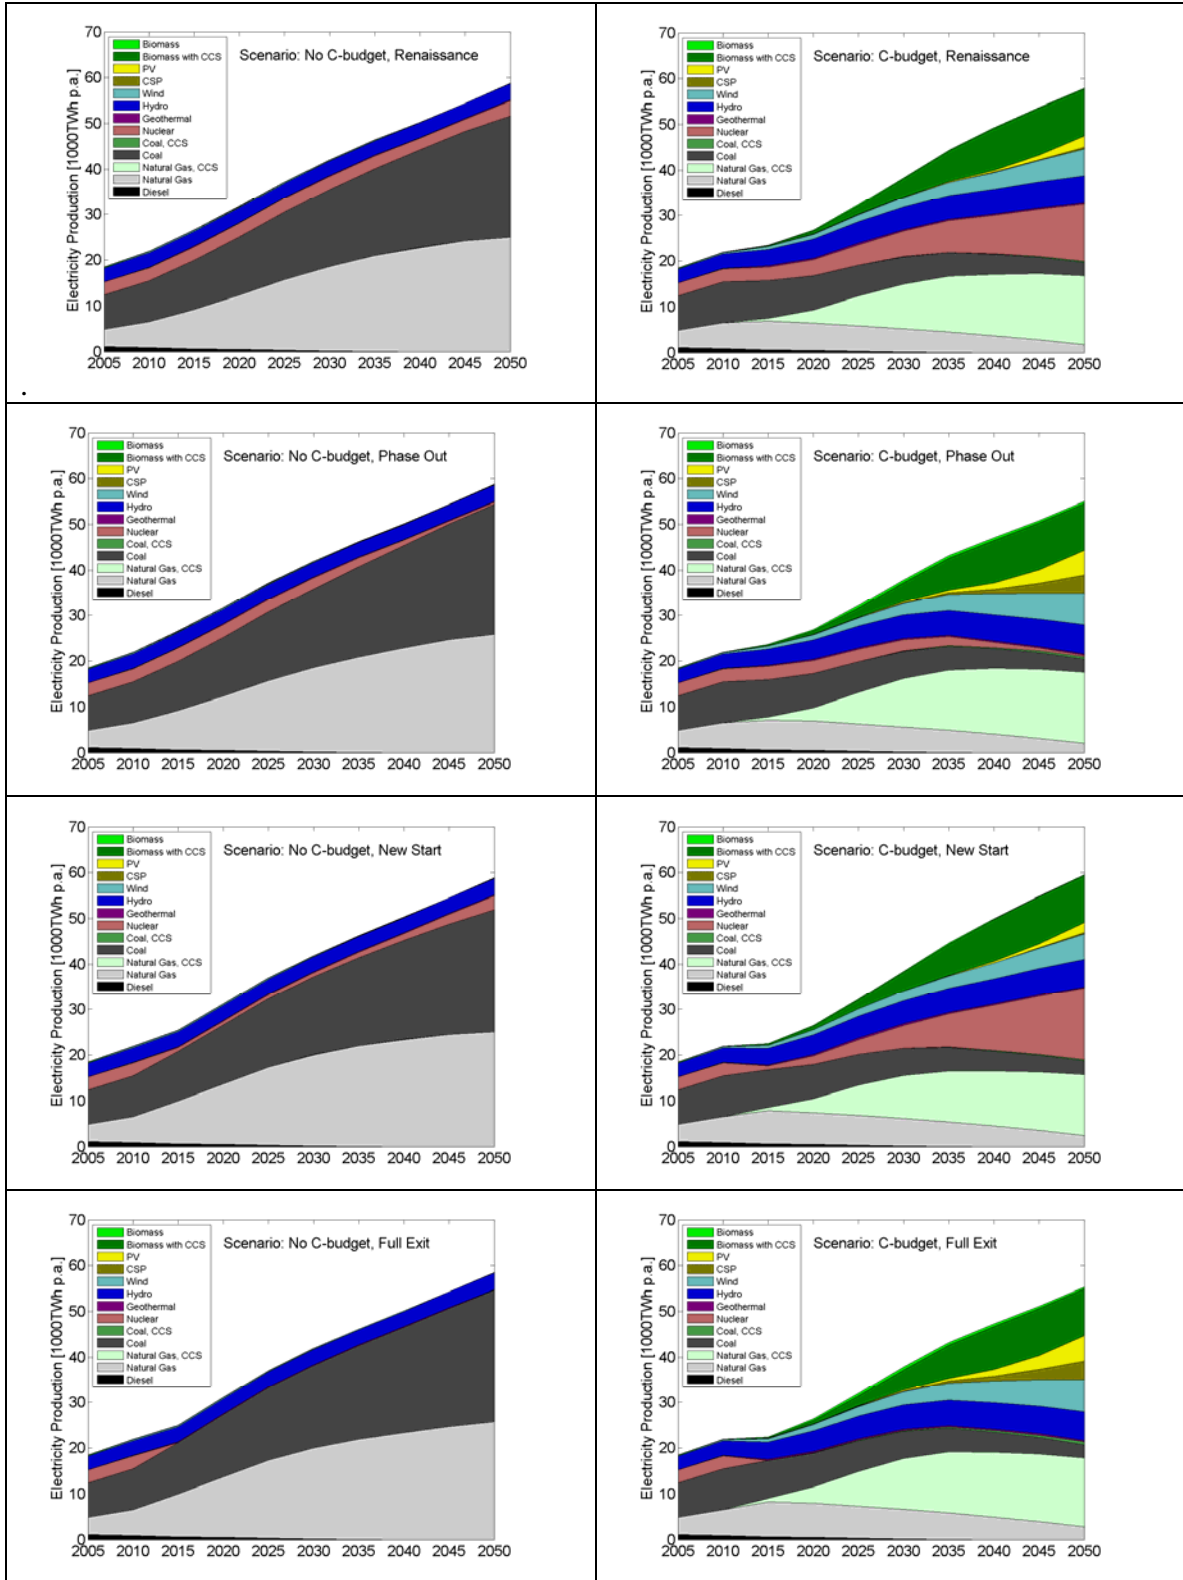 Scenario: No C-budget, Renaissance
Electricity Production [1000TWh p.a.]
70
60
50
40
30
20
10
0
Biomass
Biomass with CCS
PV
CSP
Wind
Hydro
Geothermal
Nuclear
Coal, CCS
Coal
Natural Gas, CCS
Natural Gas
Diesel
2005 2010 2015 2020 2025 2030 2035 2040 2045 2050
.
Scenario: C-budget, Renaissance
Electricity Production [1000TWh p.a.]
70
60
50
40
30
20
10
0
Biomass
Biomass with CCS
PV
CSP
Wind
Hydro
Geothermal
Nuclear
Coal, CCS
Coal
Natural Gas, CCS
Natural Gas
Diesel
2005 2010 2015 2020 2025 2030 2035 2040 2045 2050
Scenario: No C-budget, Phase Out
Electricity Production [1000TWh p.a.]
70
60
50
40
30
20
10
0
Biomass
Biomass with CCS
PV
CSP
Wind
Hydro
Geothermal
Nuclear
Coal, CCS
Coal
Natural Gas, CCS
Natural Gas
Diesel
2005 2010 2015 2020 2025 2030 2035 2040 2045 2050
Scenario: C-budget, Phase Out
Electricity Production [1000TWh p.a.]
70
60
50
40
30
20
10
0
Biomass
Biomass with CCS
PV
CSP
Wind
Hydro
Geothermal
Nuclear
Coal, CCS
Coal
Natural Gas, CCS
Natural Gas
Diesel
2005 2010 2015 2020 2025 2030 2035 2040 2045 2050
Scenario: No C-budget, New Start
Electricity Production [1000TWh p.a.]
70
60
50
40
30
20
10
0
Biomass
Biomass with CCS
PV
CSP
Wind
Hydro
Geothermal
Nuclear
Coal, CCS
Coal
Natural Gas, CCS
Natural Gas
Diesel
2005 2010 2015 2020 2025 2030 2035 2040 2045 2050
Scenario: C-budget, New Start
Electricity Production [1000TWh p.a.]
70
60
50
40
30
20
10
0
Biomass
Biomass with CCS
PV
CSP
Wind
Hydro
Geothermal
Nuclear
Coal, CCS
Coal
Natural Gas, CCS
Natural Gas
Diesel
2005 2010 2015 2020 2025 2030 2035 2040 2045 2050
Scenario: No C-budget, Full Exit
Electricity Production [1000TWh p.a.]
70
60
50
40
30
20
10
0
Biomass
Biomass with CCS
PV
CSP
Wind
Hydro
Geothermal
Nuclear
Coal, CCS
Coal
Natural Gas, CCS
Natural Gas
Diesel
2005 2010 2015 2020 2025 2030 2035 2040 2045 2050
Scenario: C-budget, Full Exit
Electricity Production [1000TWh p.a.]
70
60
50
40
30
20
10
0
Biomass
Biomass with CCS
PV
CSP
Wind
Hydro
Geothermal
Nuclear
Coal, CCS
Coal
Natural Gas, CCS
Natural Gas
Diesel
2005 2010 2015 2020 2025 2030 2035 2040 2045 2050